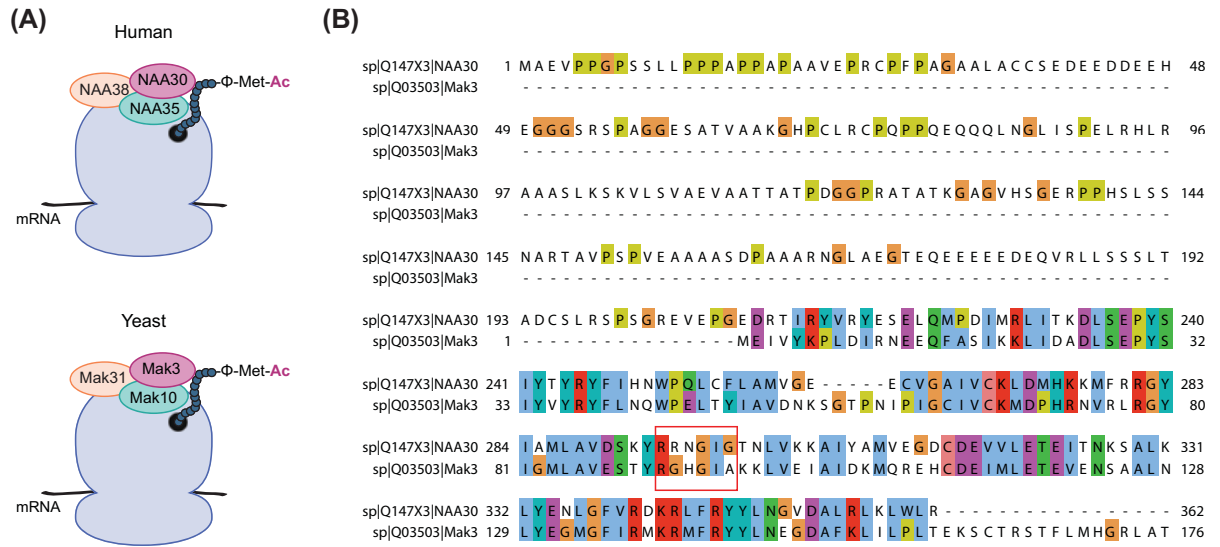 (A)
Human
NAA38
NAA30
NAA35
-Φ-Met-Ac
mRNA
Yeast
Mak31
Mak3
Mak10
-Φ-Met-Ac
mRNA
(B)
sp|Q147X3|NAA30 1 M A E V P P G P S S L L P P P A P P A P A A V E P R C P F P A G A A L A C C S E D E E D D E E H 48
sp|Q03503|Mak3 - - - - - - - - - - - - - - - - - - - - - - - - - - - - - - - - - - - - - - - - - - - - - - - -
sp|Q147X3|NAA30 49 E G G G S R S P A G G E S A T V A A K G H P C L R C P Q P P Q E Q Q Q L N G L I S P E L R H L R 96
sp|Q03503|Mak3 - - - - - - - - - - - - - - - - - - - - - - - - - - - - - - - - - - - - - - - - - - - - - - - -
sp|Q147X3|NAA30 97 A A A S L K S K V L S V A E V A A T T A T P D G G P R A T A T K G A G V H S G E R P P H S L S S 144
sp|Q03503|Mak3 - - - - - - - - - - - - - - - - - - - - - - - - - - - - - - - - - - - - - - - - - - - - - - - -
sp|Q147X3|NAA30 145 N A R T A V P S P V E A A A A S D P A A A R N G L A E G T E Q E E E E E D E Q V R L L S S S L T 192
sp|Q03503|Mak3 - - - - - - - - - - - - - - - - - - - - - - - - - - - - - - - - - - - - - - - - - - - - - - - -
sp|Q147X3|NAA30 193 A D C S L R S P S G R E V E P G E D R T I R Y V R Y E S E L Q M P D I M R L I T K D L S E P Y S 240
sp|Q03503|Mak3 1 - - - - - - - - - - - - - - - - M E I V Y K P L D I R N E E Q F A S I K K L I D A D L S E P Y S 32
sp|Q147X3|NAA30 241 I Y T Y R Y F I H N W P Q L C F L A M V G E - - - - - E C V G A I V C K L D M H K K M F R R G Y 283
sp|Q03503|Mak3 33 I Y V Y R Y F L N Q W P E L T Y I A V D N K S G T P N I P I G C I V C K M D P H R N V R L R G Y 80
sp|Q147X3|NAA30 284 I A M L A V D S K Y R R N G I G T N L V K K A I Y A M V E G D C D E V V L E T E I T N K S A L K 331
sp|Q03503|Mak3 81 I G M L A V E S T Y R G H G I A K K L V E I A I D K M Q R E H C D E I M L E T E V E N S A A L N 128
sp|Q147X3|NAA30 332 L Y E N L G F V R D K R L F R Y Y L N G V D A L R L K L W L R - - - - - - - - - - - - - - - - - 362
sp|Q03503|Mak3 129 L Y E G M G F I R M K R M F R Y Y L N E G D A F K L I L P L T E K S C T R S T F L M H G R L A T 176